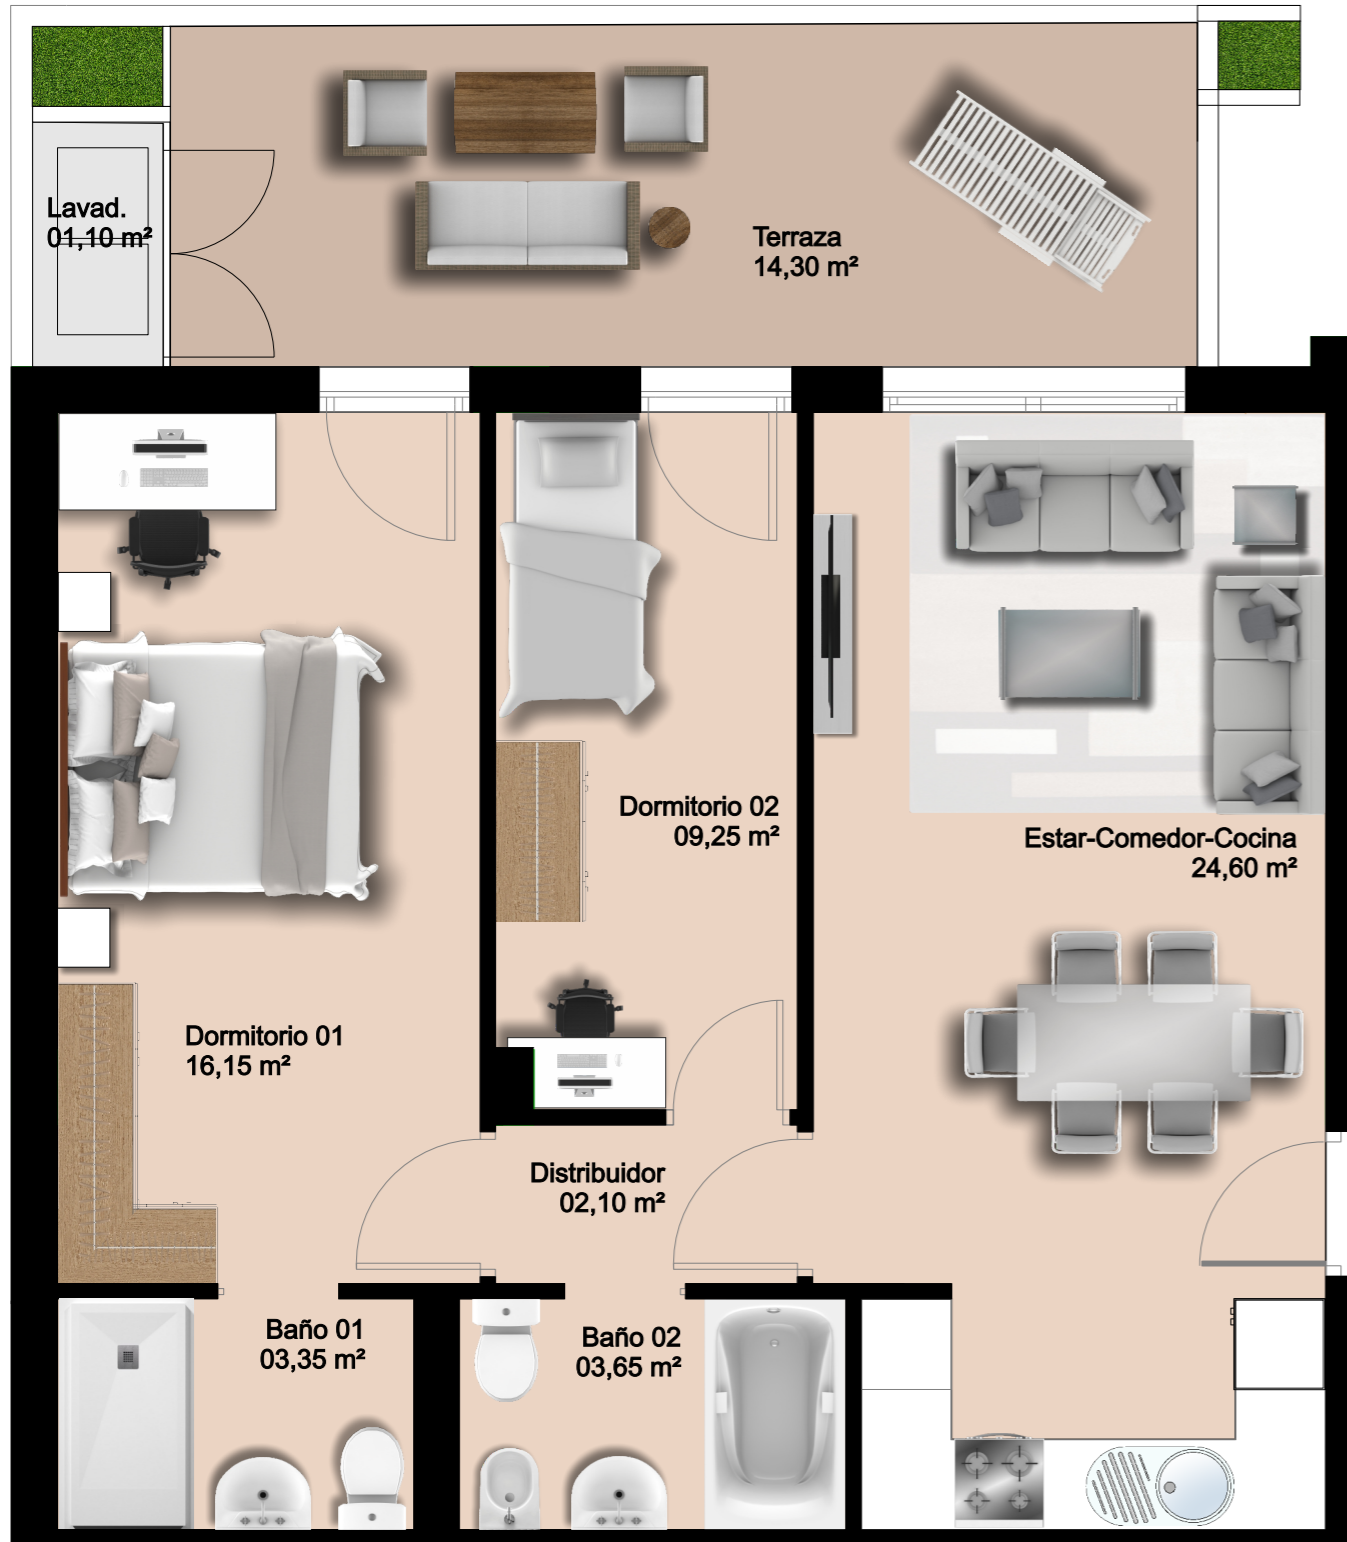 Lavad.
01,10 m²
Terraza
14,30 m²
Dormitorio 02
09,25 m²
Estar-Comedor-Cocina
24,60 m²
Dormitorio 01
16,15 m²
Distribuidor
02,10 m²
Baño 01
03,35 m²
Baño 02
03,65 m²